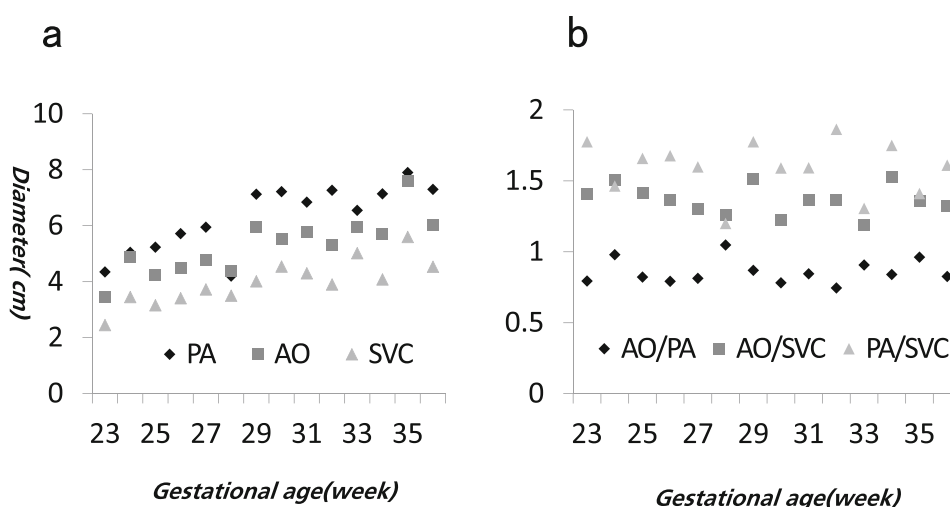 a
10
8
6
4
2
0
Diameter( cm)
PA AO SVC
23 25 27 29 31 33 35
Gestational age(week)
b
2
1.5
1
0.5
0
AO/PA AO/SVC PA/SVC
23 25 27 29 31 33 35
Gestational age(week)